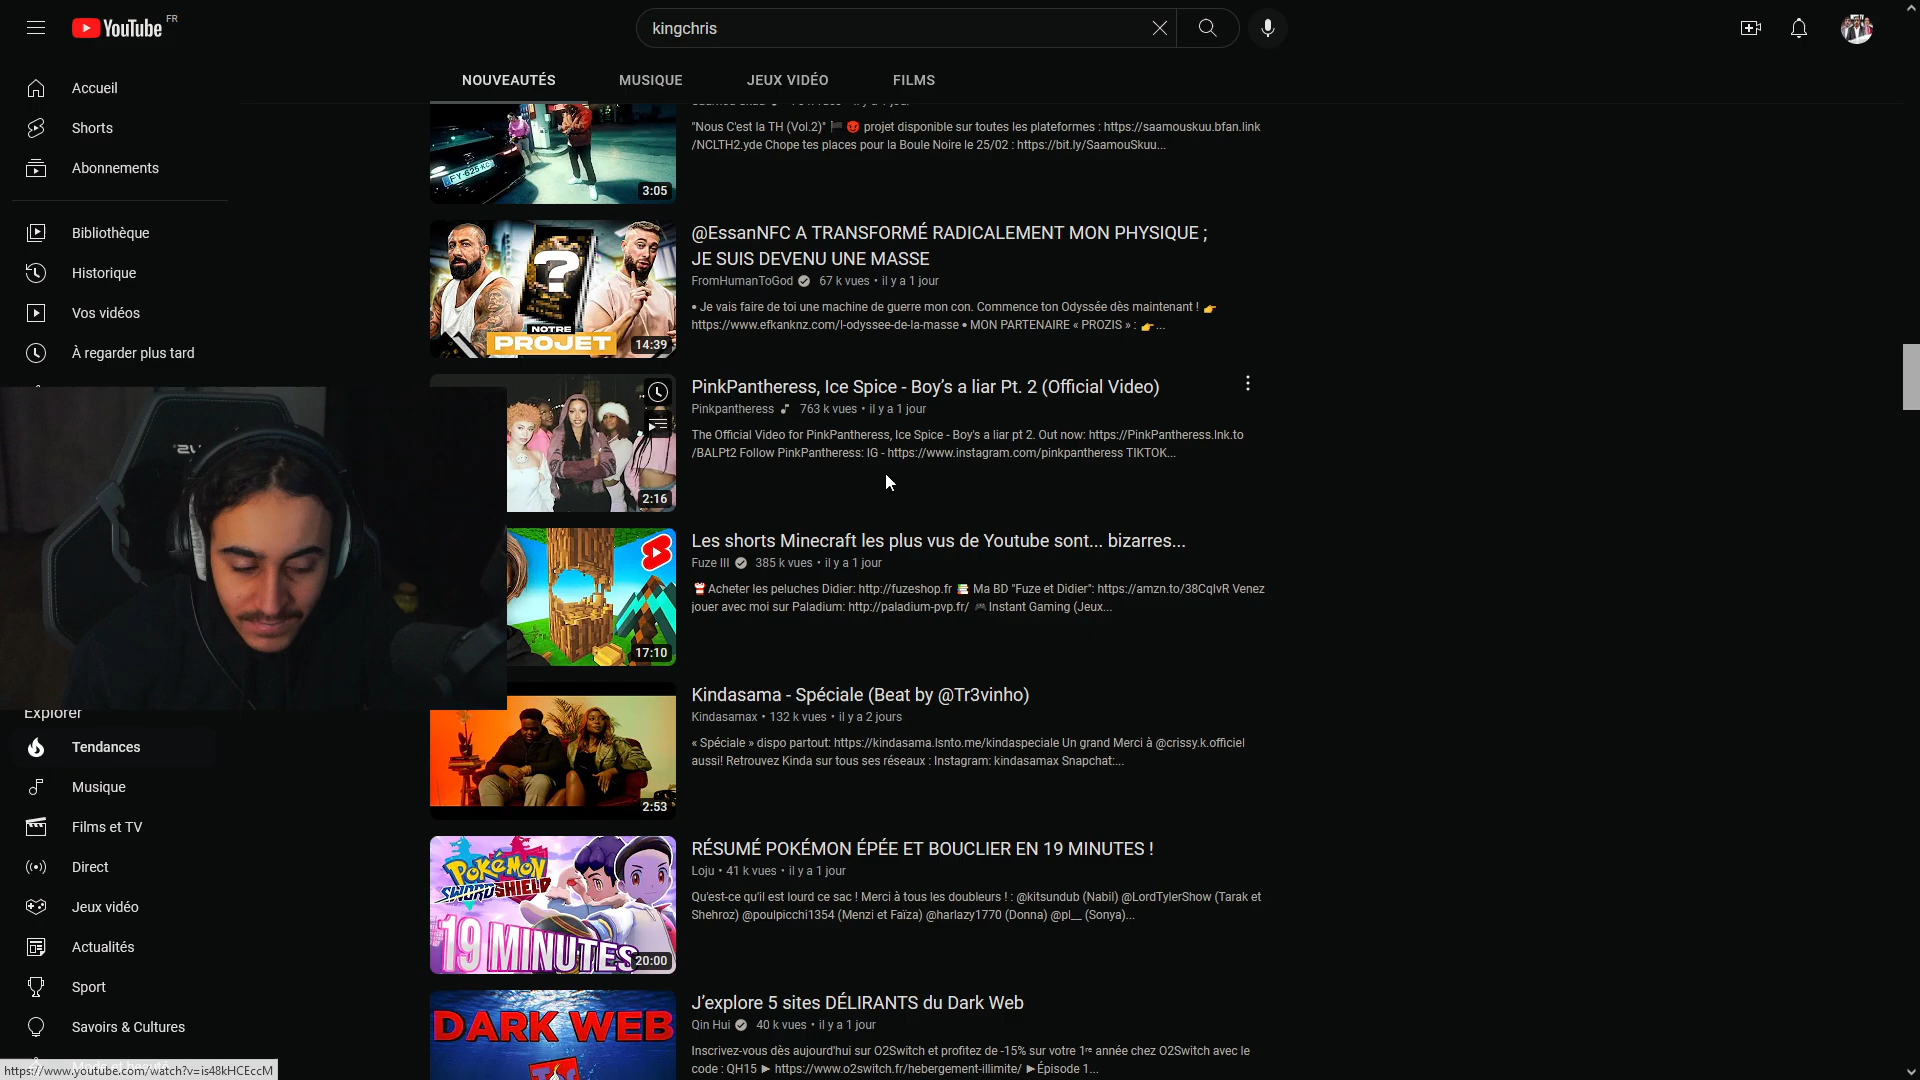 YouTube FR
kingchris
NOUVEAUTÉS
MUSIQUE
JEUX VIDÉO
FILMS
Accueil
Shorts
Abonnements
Bibliothèque
Historique
Vos vidéos
À regarder plus tard
Explorer
Tendances
Musique
Films et TV
Direct
Jeux vidéo
Actualités
Sport
Savoirs & Cultures
https://www.youtube.com/watch?v=is48kHCEccM
FY-625
3:05
"Nous C'est la TH (Vol.2)" 🏴 😡 projet disponible sur toutes les plateformes : https://saamouskuu.bfan.link
/NCLTH2.yde Chope tes places pour la Boule Noire le 25/02 : https://bit.ly/SaamouSkuu...
?
NOTRE
PROJET
14:39
@EssanNFC A TRANSFORMÉ RADICALEMENT MON PHYSIQUE ;
JE SUIS DEVENU UNE MASSE
FromHumanToGod 67 k vues • il y a 1 jour
• Je vais faire de toi une machine de guerre mon con. Commence ton Odyssée dès maintenant ! 👉
https://www.efkanknz.com/l-odyssee-de-la-masse • MON PARTENAIRE « PROZIS » : 👉...
2:16
PinkPantheress, Ice Spice - Boy’s a liar Pt. 2 (Official Video)
Pinkpantheress 763 k vues • il y a 1 jour
The Official Video for PinkPantheress, Ice Spice - Boy's a liar pt 2. Out now: https://PinkPantheress.lnk.to
/BALPt2 Follow PinkPantheress: IG - https://www.instagram.com/pinkpantheress TIKTOK...
17:10
Les shorts Minecraft les plus vus de Youtube sont... bizarres...
Fuze III 385 k vues • il y a 1 jour
Acheter les peluches Didier: http://fuzeshop.fr 📚 Ma BD "Fuze et Didier": https://amzn.to/38CqlvR Venez
jouer avec moi sur Paladium: http://paladium-pvp.fr/ 🎮 Instant Gaming (Jeux...
2:53
Kindasama - Spéciale (Beat by @Tr3vinho)
Kindasamax • 132 k vues • il y a 2 jours
« Spéciale » dispo partout: https://kindasama.lsnto.me/kindaspeciale Un grand Merci à @crissy.k.officiel
aussi! Retrouvez Kinda sur tous ses réseaux : Instagram: kindasamax Snapchat:...
POKÉMON
SWORD SHIELD
19 MINUTES
20:00
RÉSUMÉ POKÉMON ÉPÉE ET BOUCLIER EN 19 MINUTES !
Loju • 41 k vues • il y a 1 jour
Qu'est-ce qu'il est lourd ce sac ! Merci à tous les doubleurs ! : @kitsundub (Nabil) @LordTylerShow (Tarak et
Shehroz) @poulpicchi1354 (Menzi et Faïza) @harlazy1770 (Donna) @pl__ (Sonya)...
DARK WEB
J’explore 5 sites DÉLIRANTS du Dark Web
Qin Hui 40 k vues • il y a 1 jour
Inscrivez-vous dès aujourd'hui sur O2Switch et profitez de -15% sur votre 1ʳᵉ année chez O2Switch avec le
code : QH15 ► https://www.o2switch.fr/hebergement-illimite/ ►Épisode 1...